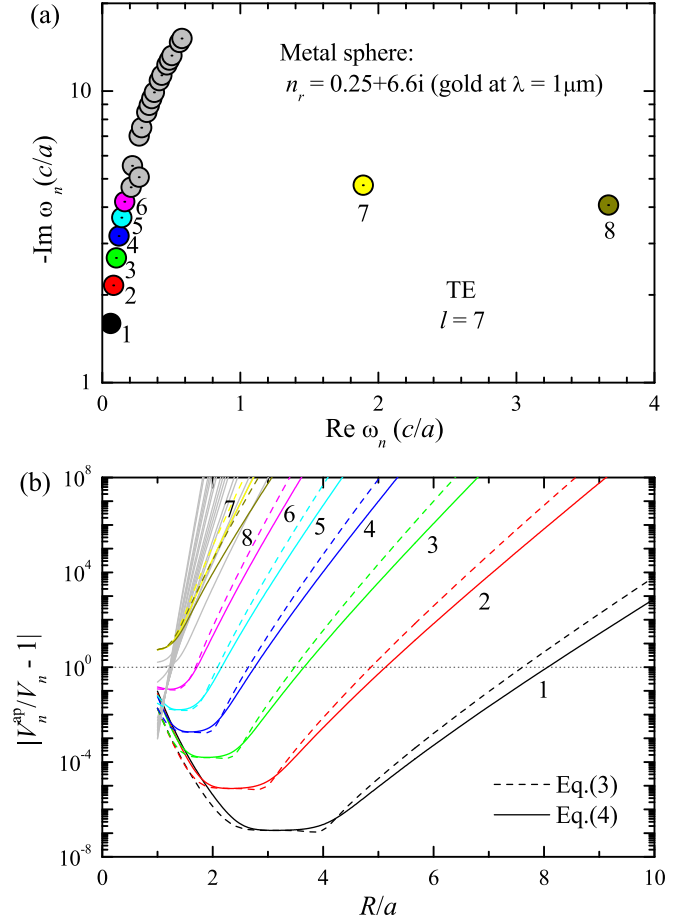 (a)
Metal sphere:
n_r = 0.25+6.6i (gold at λ = 1μm)
10
-Im ω_n (c/a)
6
5
4
3
2
1
7
8
TE
l = 7
1
0 1 2 3 4
Re ω_n (c/a)
(b)
10^8
10^4
10^0
10^-4
10^-8
|V_n^ap/V_n - 1|
7
8
6
5
4
3
2
1
Eq.(3)
Eq.(4)
2 4 6 8 10
0
R/a